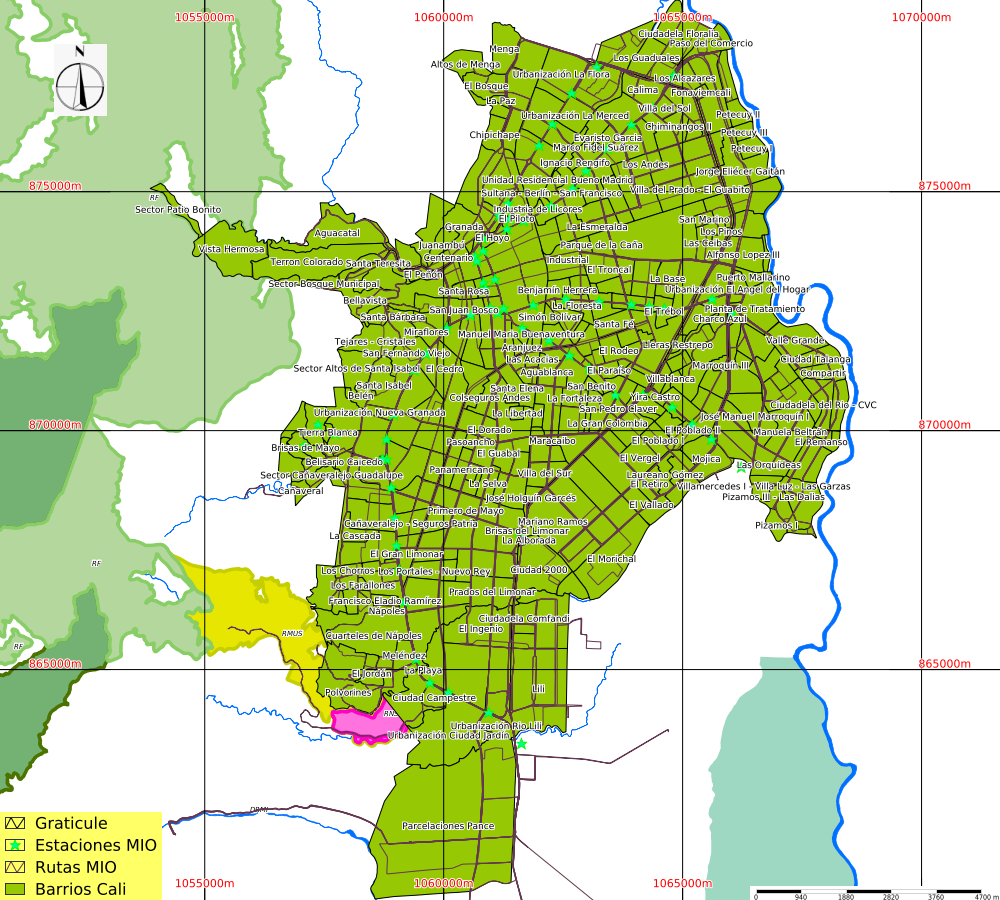 1055000m 1060000m 1065000m 1070000m
N
Ciudadela Floralia
Paso del Comercio
Menga
Los Guaduales
Altos de Menga
Urbanización La Flora
Los Alcazares
El Bosque
Calima
Fonaviemcali
La Paz
Villa del Sol
Urbanización La Merced
Petecuy II
Chiminangos II
Chipichape
Evaristo García
Petecuy III
Marco Fidel Suárez
Petecuy I
Ignacio Rengifo
Los Andes
Jorge Eliécer Gaitán
Unidad Residencial Bueno Madrid
875000m
875000m
Sultana - Berlín - San Francisco
Villa del Prado - El Guabito
RF
Sector Patio Bonito
Industria de Licores
El Piloto
San Marino
Granada
La Esmeralda
Los Pinos
Aguacatal
El Hoyo
Las Ceibas
Vista Hermosa
Juanambú
Parque de la Caña
Centenario
Alfonso Lopez III
Terron Colorado
Santa Teresita
Industrial
El Troncal
El Peñón
La Base
Puerto Mallarino
Sector Bosque Municipal
Santa Rosa
Benjamín Herrera
Urbanización El Angel del Hogar
Bellavista
La Floresta
San Juan Bosco
El Trébol
Planta de Tratamiento
Santa Bárbara
Simón Bolívar
Charco Azul
Santa Fé
Miraflores
Manuel María Buenaventura
Tejares - Cristales
Valle Grande
Aranjuez
Lleras Restrepo
San Fernando Viejo
El Rodeo
Las Acacias
Ciudad Talanga
Sector Altos de Santa Isabel
El Cedro
Aguablanca
El Paraíso
Marroquín III
Compartir
Villablanca
Santa Isabel
Santa Elena
San Benito
Belén
Colseguros Andes
La Fortaleza
Yira Castro
Ciudadela del Río - CVC
Urbanización Nueva Granada
La Libertad
San Pedro Claver
José Manuel Marroquín I
870000m
La Gran Colombia
870000m
Tierra Blanca
El Dorado
El Poblado II
Manuela Beltrán
Pasoancho
Maracaibo
El Poblado I
El Remanso
Brisas de Mayo
El Guabal
Belisario Caicedo
El Vergel
Mojica
Las Orquídeas
Panamericano
Sector Cañaveralejo Guadalupe
Villa del Sur
Laureano Gómez
La Selva
El Retiro
Villamercedes I - Villa Luz - Las Garzas
Cañaveral
José Holguín Garcés
Pizamos III - Las Dalias
Primero de Mayo
El Vallado
Cañaveralejo - Seguros Patria
Mariano Ramos
Pizamos I
La Cascada
Brisas del Limonar
La Alborada
El Gran Limonar
El Morichal
RF
Los Chorros
Los Portales - Nuevo Rey
Ciudad 2000
Los Farallones
Prados del Limonar
Francisco Eladio Ramírez
Nápoles
Ciudadela Comfandi
RMUS
Cuarteles de Nápoles
El Ingenio
RF
Meléndez
865000m
La Playa
865000m
El Jordán
Polvorines
Ciudad Campestre
Lili
Urbanización Río Lili
Urbanización Ciudad Jardín
DRMI
Parcelaciones Pance
Graticule
Estaciones MIO
Rutas MIO
Barrios Cali
1055000m 1060000m 1065000m
0 940 1880 2820 3760 4700 m